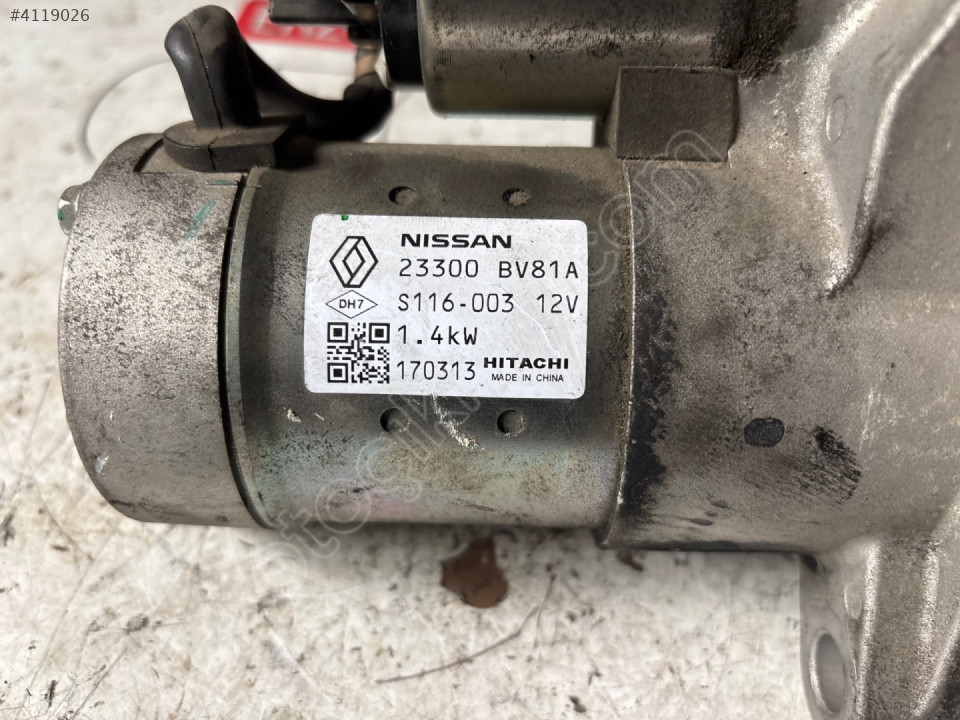 #4119026
NISSAN
23300 BV81A
DH7
S116-003 12V
1.4kW
170313 HITACHI
MADE IN CHINA